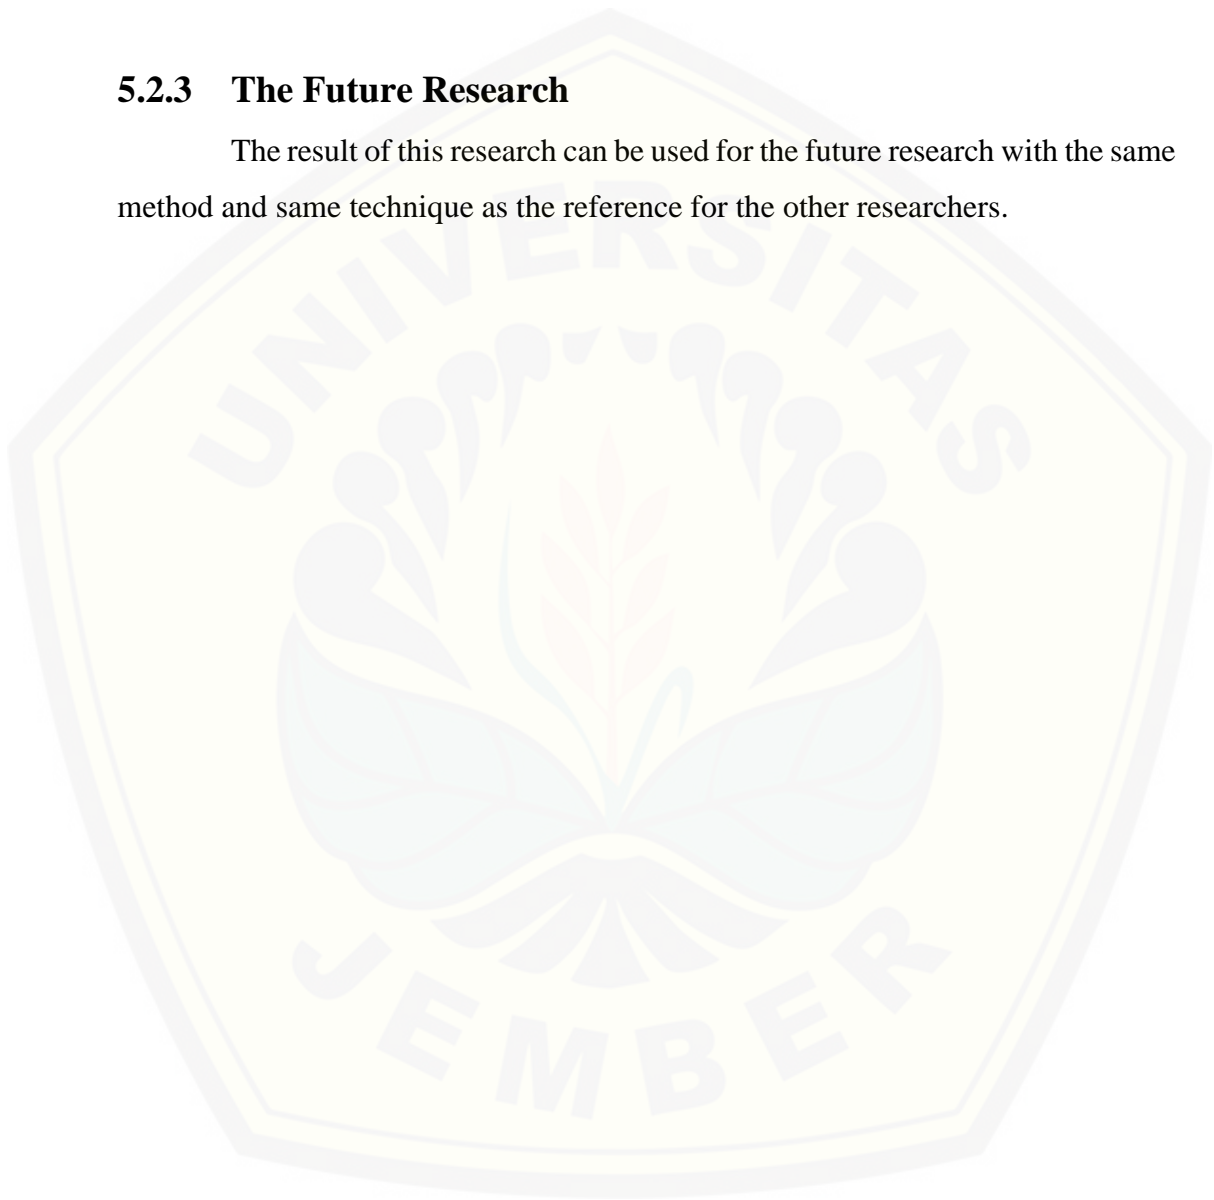 5.2.3 The Future Research
The result of this research can be used for the future research with the same
method and same technique as the reference for the other researchers.
UNIVERSITAS
JEMBER